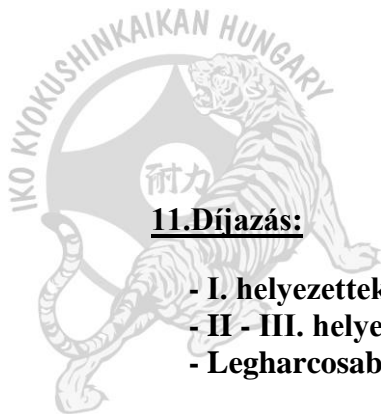 IKO KYOKUSHINKAIKAN HUNGARY
耐力
11.Díjazás:
- I. helyezettek
- II - III. helye
- Legharcosab